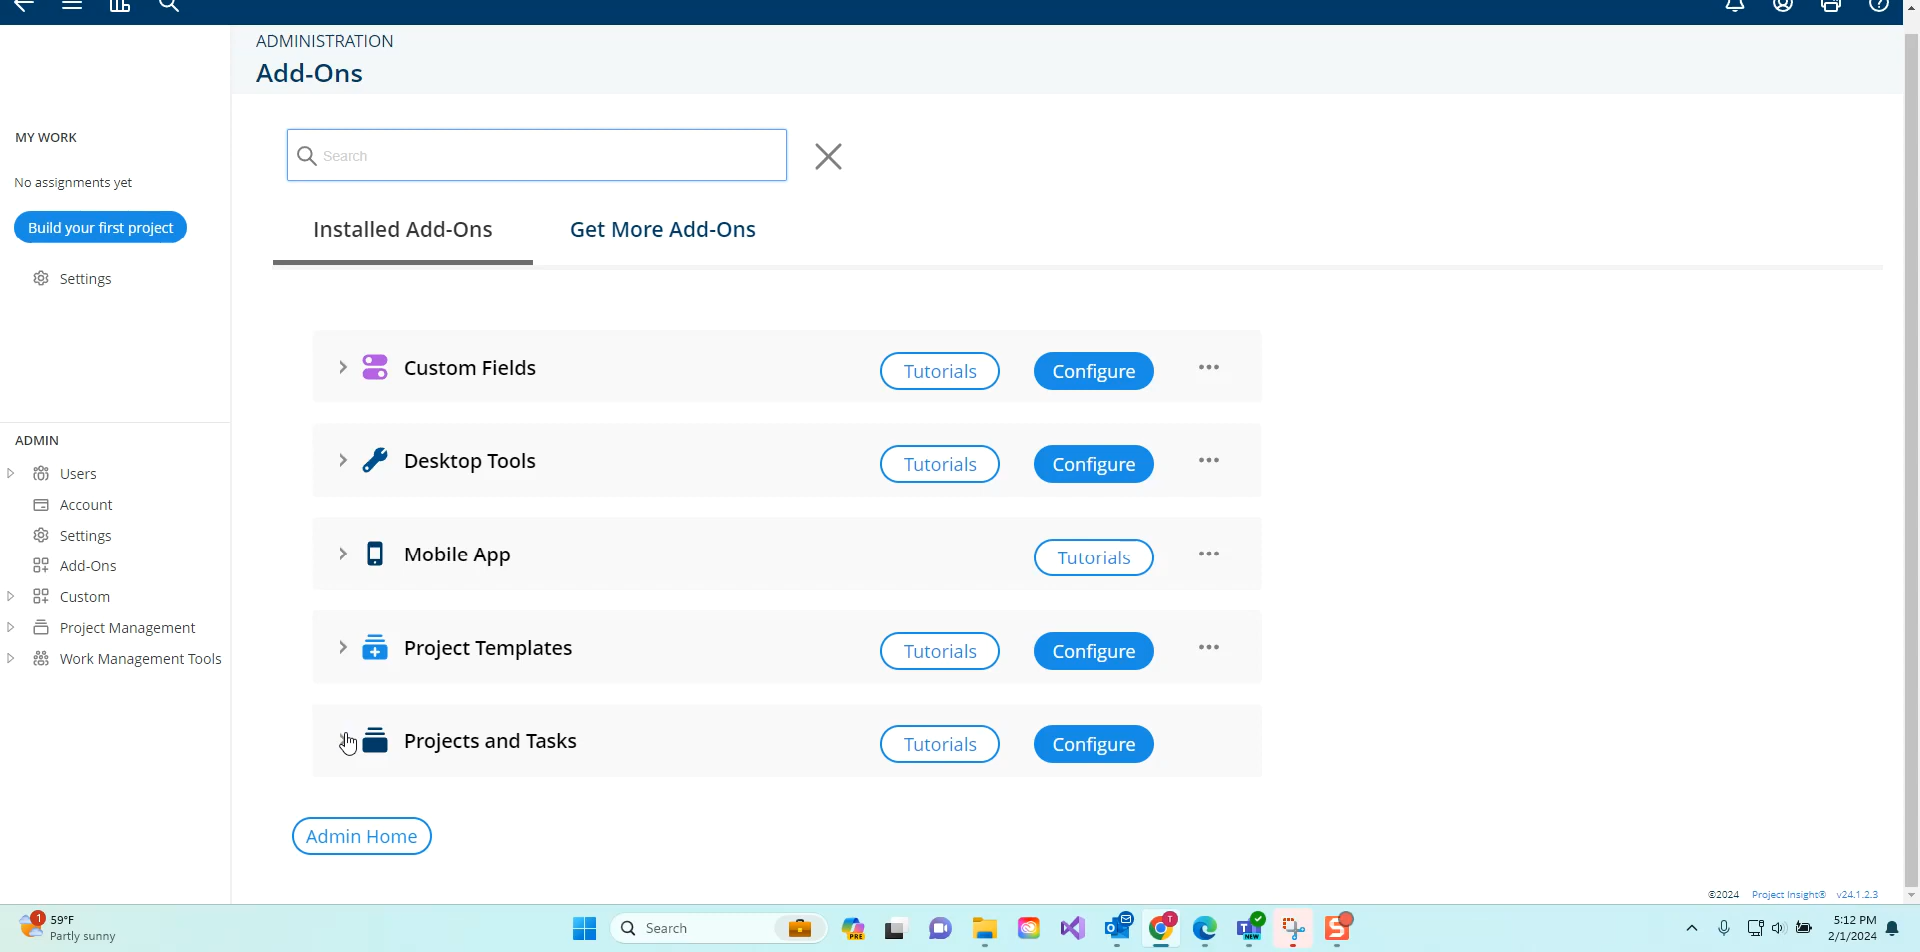 ADMINISTRATION
Add-Ons
MY WORK
No assignments yet
Build your first project
Settings
ADMIN
Users
Account
Settings
Add-Ons
Custom
Project Management
Work Management Tools
Search
Installed Add-Ons
Get More Add-Ons
Custom Fields
Tutorials
Configure
Desktop Tools
Tutorials
Configure
Mobile App
Tutorials
Project Templates
Tutorials
Configure
Projects and Tasks
Tutorials
Configure
Admin Home
©2024 Project Insight® v24.1.2.3
1
59°F
Partly sunny
Search
PRE
T
NEW
5:12 PM
2/1/2024